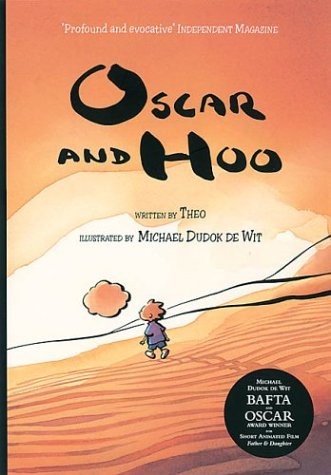 'Profound and evocative' Independent Magazine
Oscar
and Hoo
written by Theo
illustrated by Michael Dudok de Wit
Michael
Dudok de Wit
BAFTA
and
OSCAR
award winner
for
Short Animated Film
Father & Daughter